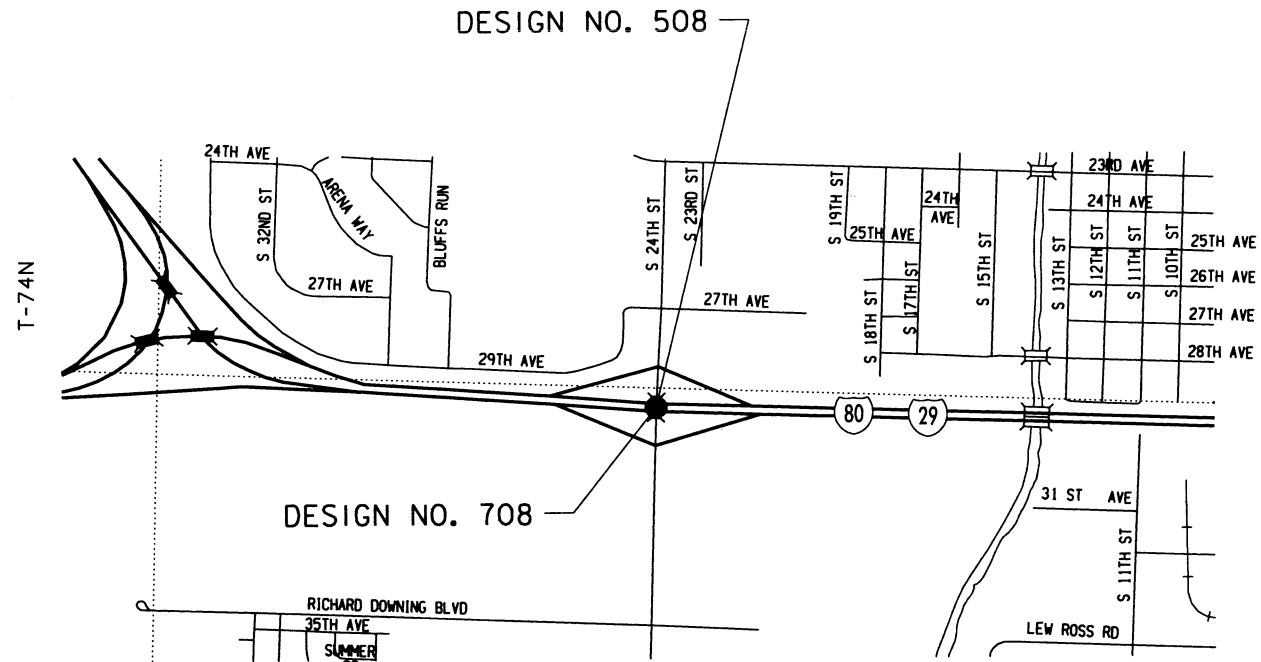 DESIGN NO. 508
24TH AVE
23RD AVE
S 32ND ST
ARENA WAY
BLUFFS RUN
S 24TH ST
S 23RD ST
S 19TH ST
24TH
AVE
24TH AVE
25TH AVE
S 15TH ST
S 13TH ST
S 12TH ST
S 11TH ST
S 10TH ST
25TH AVE
26TH AVE
T-74N
27TH AVE
27TH AVE
S 18TH ST
S 17TH ST
27TH AVE
29TH AVE
28TH AVE
80
29
DESIGN NO. 708
31 ST AVE
S 11TH ST
RICHARD DOWNING BLVD
35TH AVE
LEW ROSS RD
SUMMER